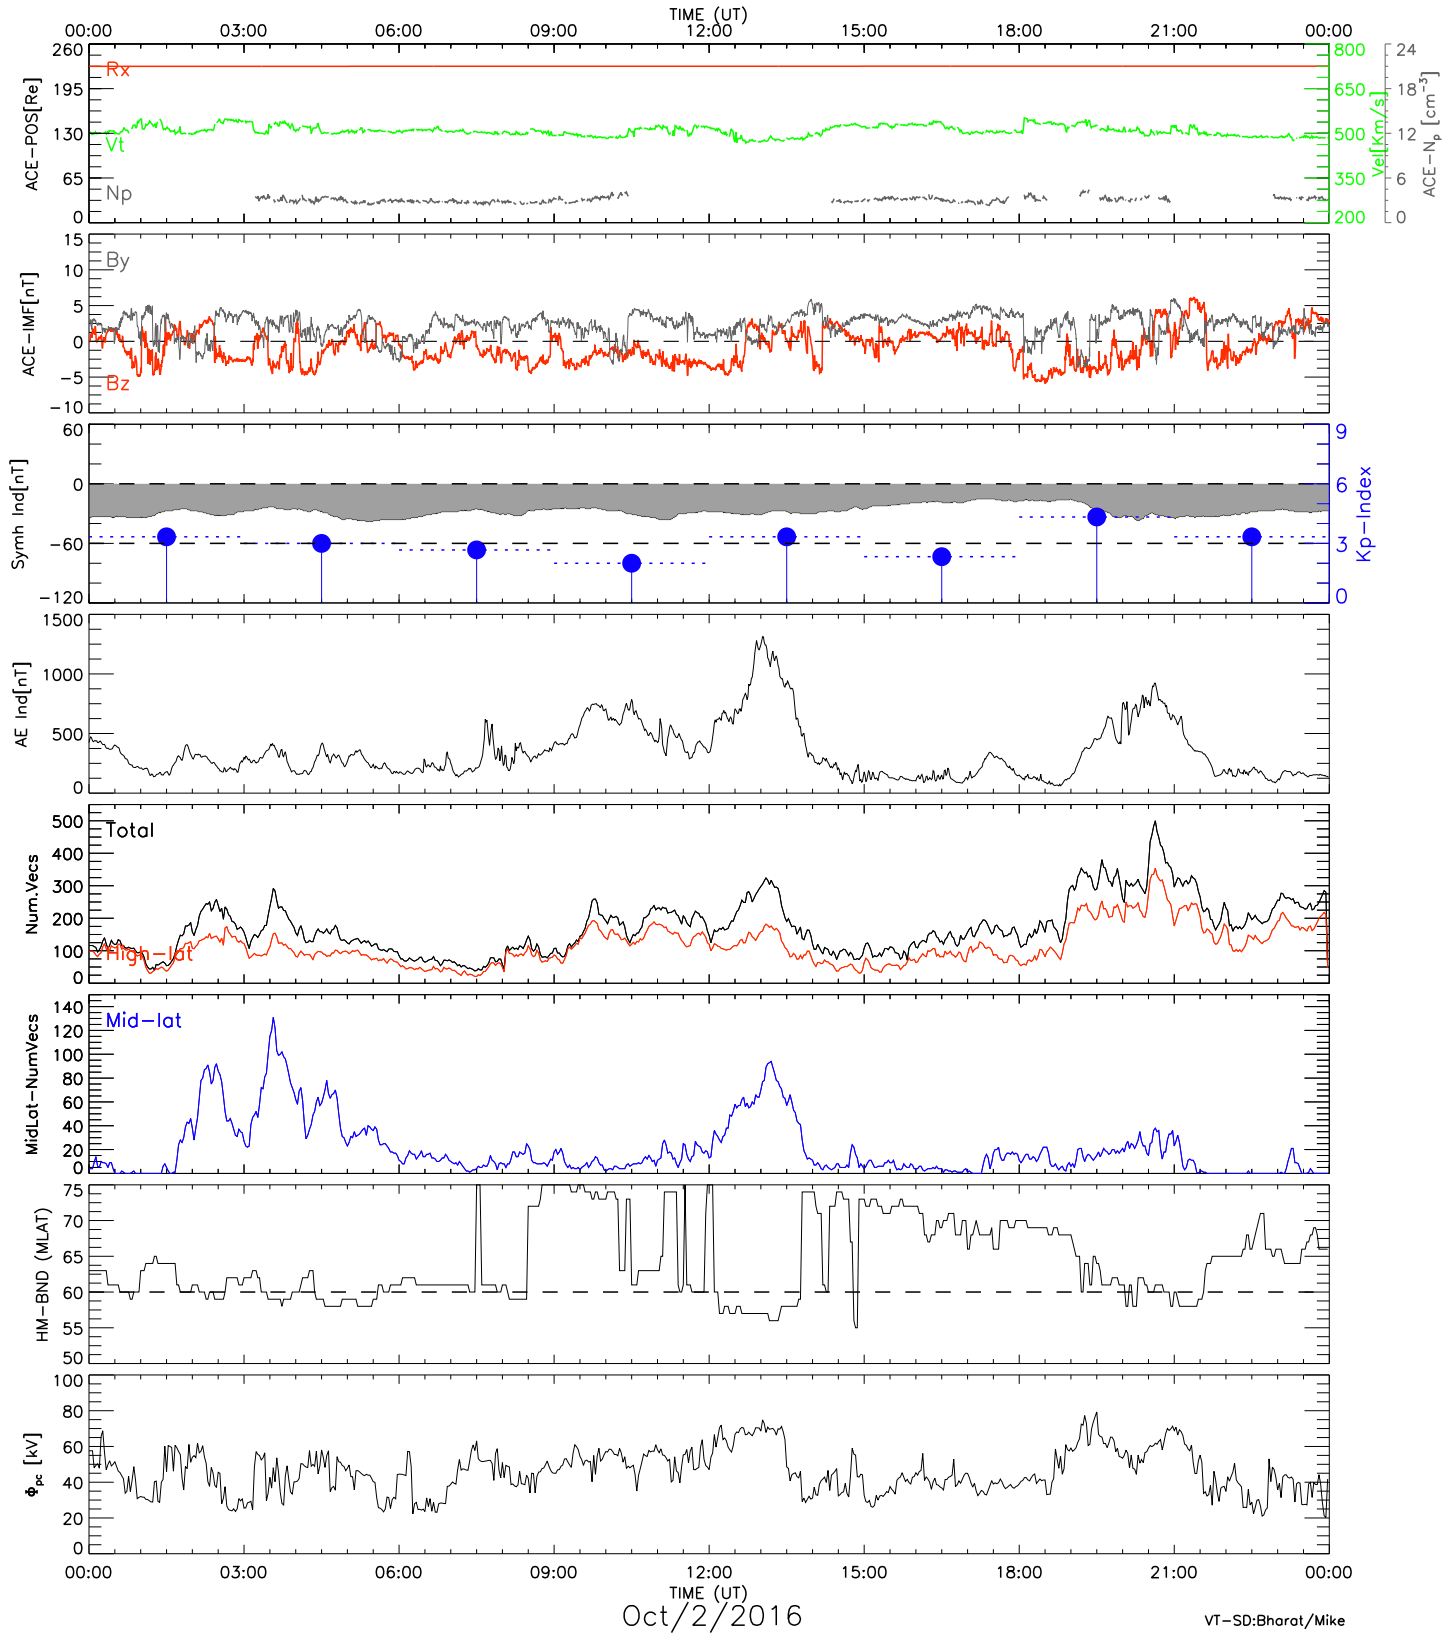 TIME (UT)
00:00 03:00 06:00 09:00 12:00 15:00 18:00 21:00 00:00
260 195 130 65 0
ACE-POS[Re]
Rx
Vt
Np
800 650 500 350 200
Vel[Km/s]
24 18 12 6 0
ACE-Np [cm-3]
15 10 5 0 -5 -10
ACE-IMF[nT]
By
Bz
60 0 -60 -120
Symh Ind[nT]
9 6 3 0
Kp-Index
1500 1000 500 0
AE Ind[nT]
500 400 300 200 100 0
Num.Vecs
Total
High-lat
140 120 100 80 60 40 20 0
MidLat-NumVecs
Mid-lat
75 70 65 60 55 50
HM-BND (MLAT)
100 80 60 40 20 0
Φpc [kV]
00:00 03:00 06:00 09:00 12:00 15:00 18:00 21:00 00:00
TIME (UT)
Oct/2/2016
VT-SD:Bharat/Mike